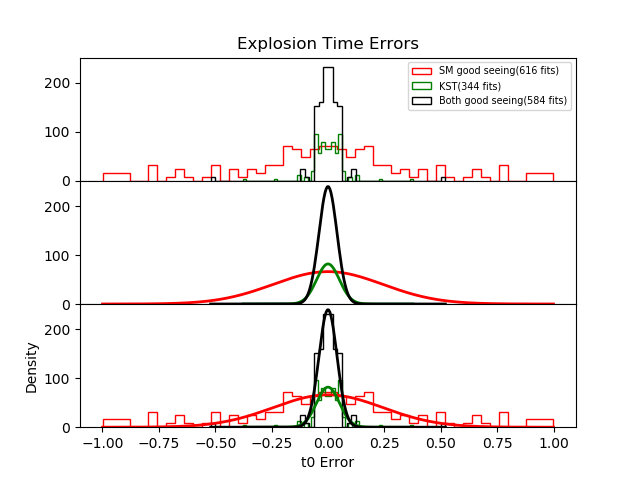 Explosion Time Errors
SM good seeing(616 fits)
KST(344 fits)
Both good seeing(584 fits)
200
100
0
200
100
0
200
100
0
Density
−1.00 −0.75 −0.50 −0.25 0.00 0.25 0.50 0.75 1.00
t0 Error